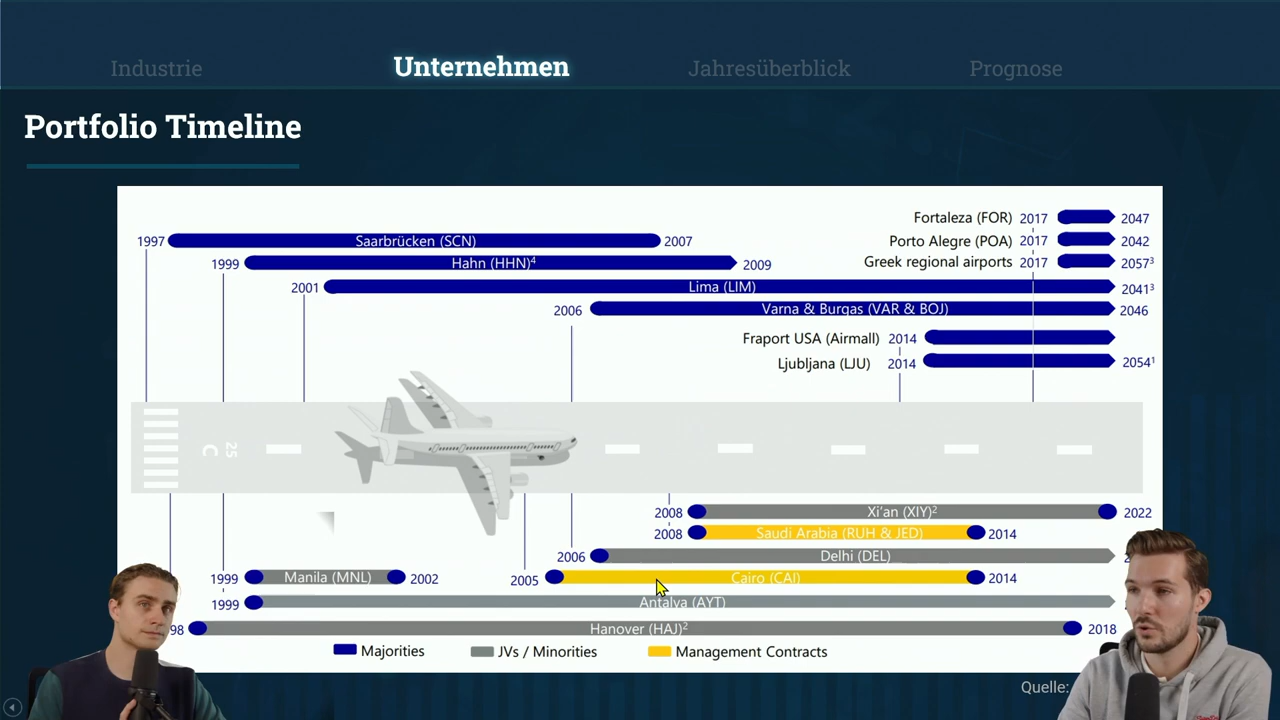 Industrie
Unternehmen
Jahresüberblick
Prognose
Portfolio Timeline
Fortaleza (FOR) 2017 2047
1997 Saarbrücken (SCN) 2007
Porto Alegre (POA) 2017 2042
1999 Hahn (HHN)⁴ 2009
Greek regional airports 2017 2057³
2001 Lima (LIM) 2041³
2006 Varna & Burgas (VAR & BOJ) 2046
Fraport USA (Airmall) 2014
Ljubljana (LJU) 2014 2054¹
C 25
2008 Xi'an (XIY)² 2022
2008 Saudi Arabia (RUH & JED) 2014
2006 Delhi (DEL)
1999 Manila (MNL) 2002
2005 Cairo (CAI) 2014
1999 Antalya (AYT)
98 Hanover (HAJ)² 2018
Majorities
JVs / Minorities
Management Contracts
Quelle: